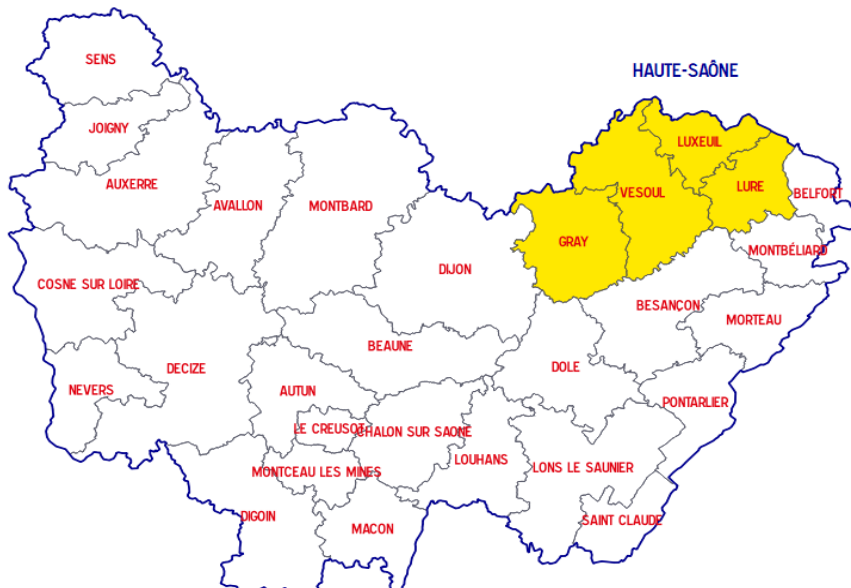 SENS
HAUTE-SAÔNE
JOIGNY
LUXEUIL
AUXERRE
AVALLON
MONTBARD
VESOUL
LURE
BELFORT
GRAY
MONTBÉLIARD
COSNE SUR LOIRE
DIJON
BESANÇON
MORTEAU
BEAUNE
DECIZE
DOLE
NEVERS
AUTUN
PONTARLIER
LE CREUSOT
CHALON SUR SAONE
LOUHANS
LONS LE SAUNIER
MONTCEAU LES MINES
DIGOIN
MACON
SAINT CLAUDE